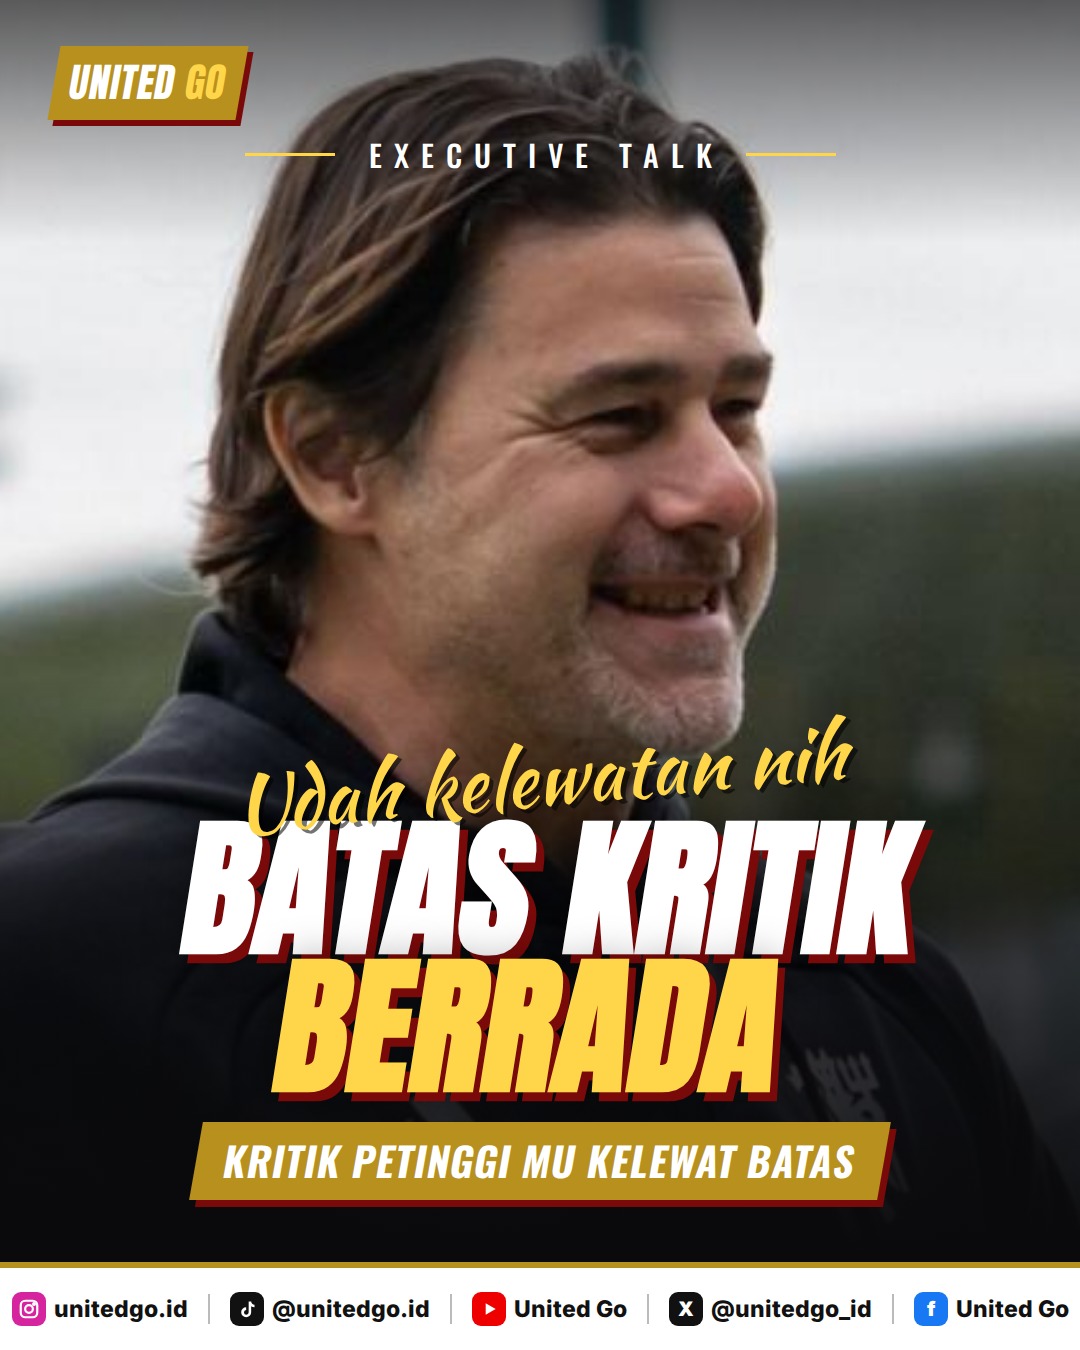 UNITED GO
EXECUTIVE TALK
Udah kelewatan nih
BATAS KRITIK
BERRADA
KRITIK PETINGGI MU KELEWAT BATAS
unitedgo.id
@unitedgo.id
United Go
@unitedgo_id
United Go